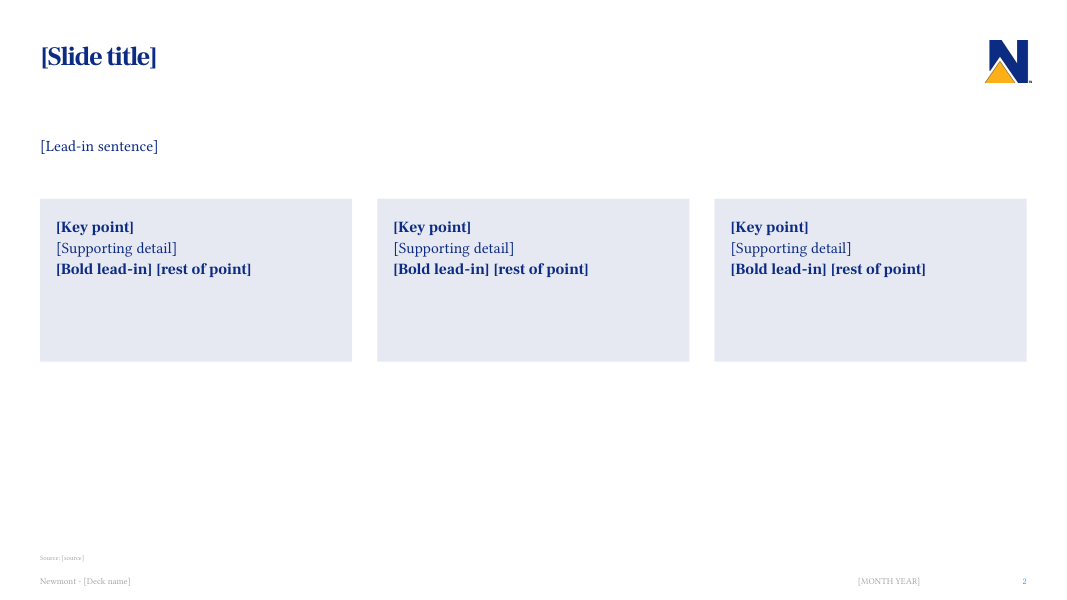 [Slide title]
[Lead-in sentence]
[Key point]
[Supporting detail]
[Bold lead-in] [rest of point]
[Key point]
[Supporting detail]
[Bold lead-in] [rest of point]
[Key point]
[Supporting detail]
[Bold lead-in] [rest of point]
Source: [source]
Newmont - [Deck name]
[MONTH YEAR]
2